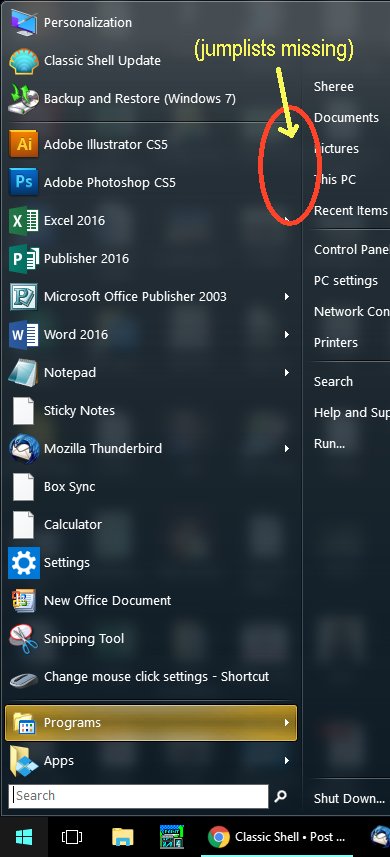 Personalization
Classic Shell Update
Backup and Restore (Windows 7)
Adobe Illustrator CS5
Adobe Photoshop CS5
Excel 2016
Publisher 2016
Microsoft Office Publisher 2003
Word 2016
Notepad
Sticky Notes
Mozilla Thunderbird
Box Sync
Calculator
Settings
New Office Document
Snipping Tool
Change mouse click settings - Shortcut
Programs
Apps
Search
(jumplists missing)
Sheree
Documents
Pictures
This PC
Recent Items
Control Pane
PC settings
Network Con
Printers
Search
Help and Sup
Run...
Shut Down...
Classic Shell • Post ...